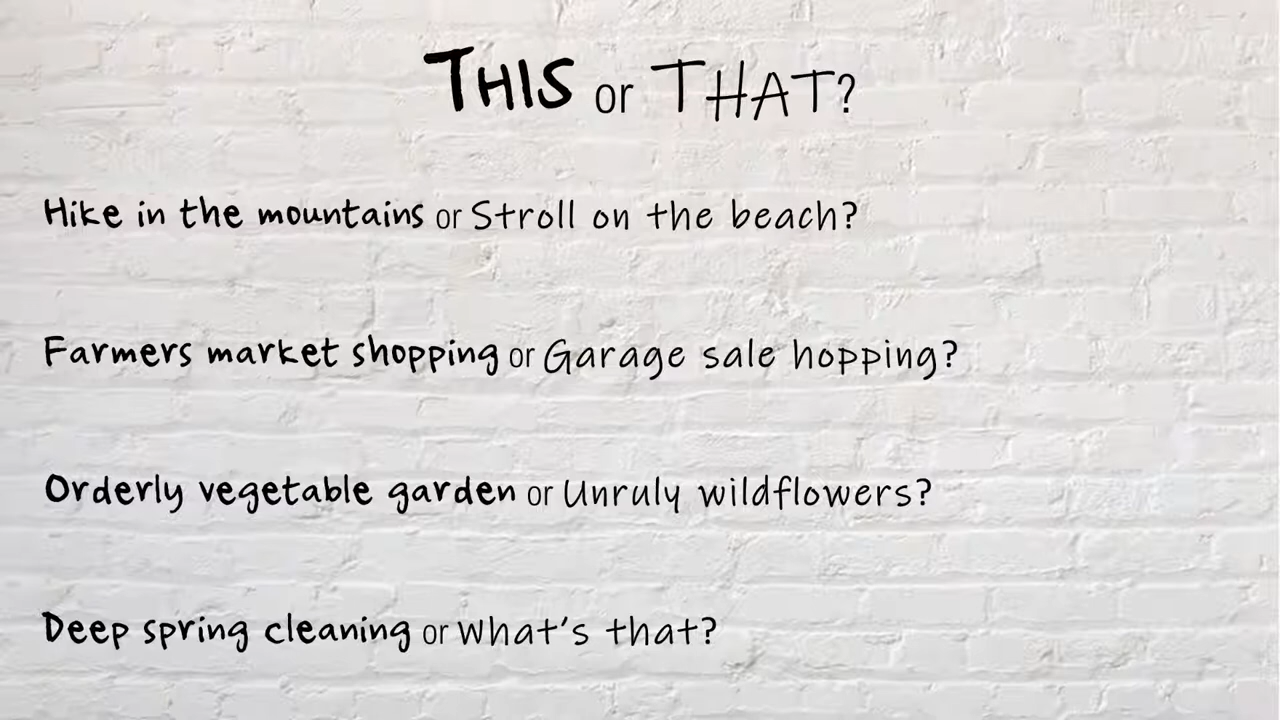 THIS or THAT?
Hike in the mountains or Stroll on the beach?
Farmers market shopping or Garage sale hopping?
Orderly vegetable garden or Unruly wildflowers?
Deep spring cleaning or What's that?